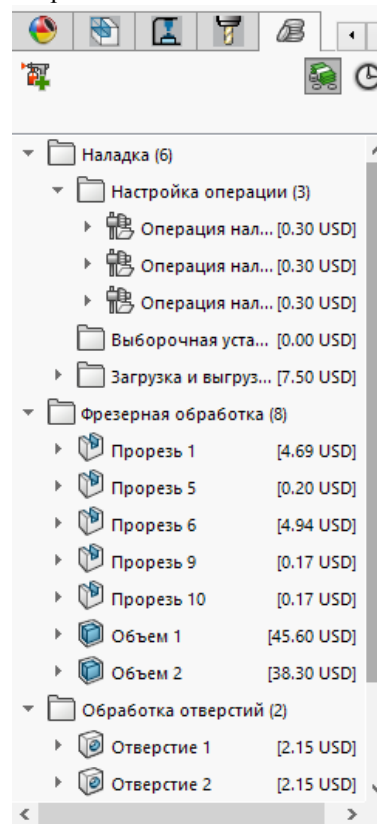 Наладка (6)
Настройка операции (3)
Операция нал... [0.30 USD]
Операция нал... [0.30 USD]
Операция нал... [0.30 USD]
Выборочная уста... [0.00 USD]
Загрузка и выгруз... [7.50 USD]
Фрезерная обработка (8)
Прорезь 1 [4.69 USD]
Прорезь 5 [0.20 USD]
Прорезь 6 [4.94 USD]
Прорезь 9 [0.17 USD]
Прорезь 10 [0.17 USD]
Объем 1 [45.60 USD]
Объем 2 [38.30 USD]
Обработка отверстий (2)
Отверстие 1 [2.15 USD]
Отверстие 2 [2.15 USD]